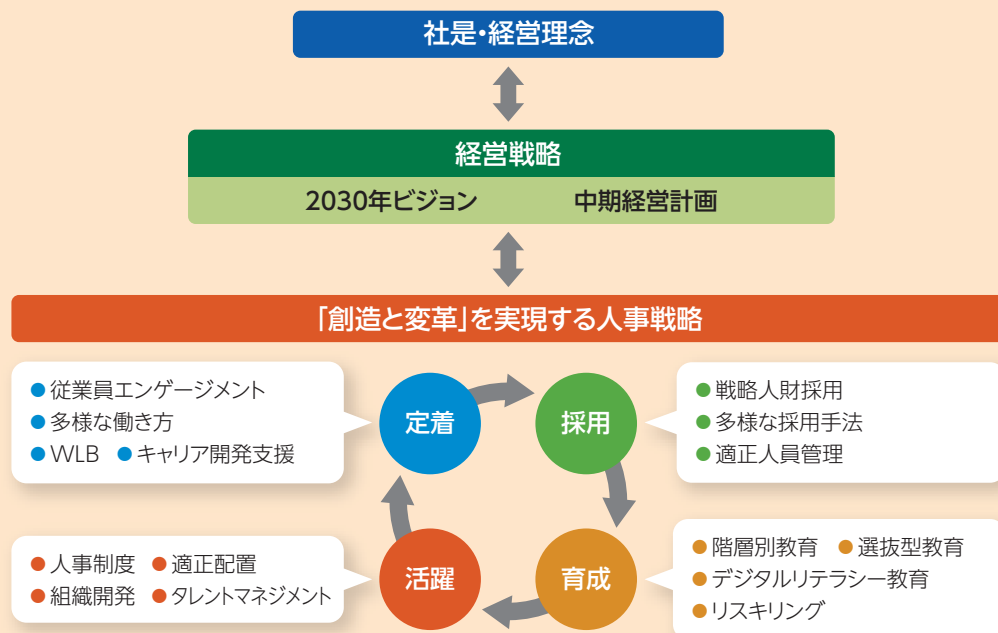 社是・経営理念
経営戦略
2030年ビジョン 中期経営計画
「創造と変革」を実現する人事戦略
● 従業員エンゲージメント
● 多様な働き方
● WLB ● キャリア開発支援
定着
採用
● 戦略人財採用
● 多様な採用手法
● 適正人員管理
● 人事制度 ● 適正配置
● 組織開発 ● タレントマネジメント
活躍
育成
● 階層別教育 ● 選抜型教育
● デジタルリテラシー教育
● リスキリング